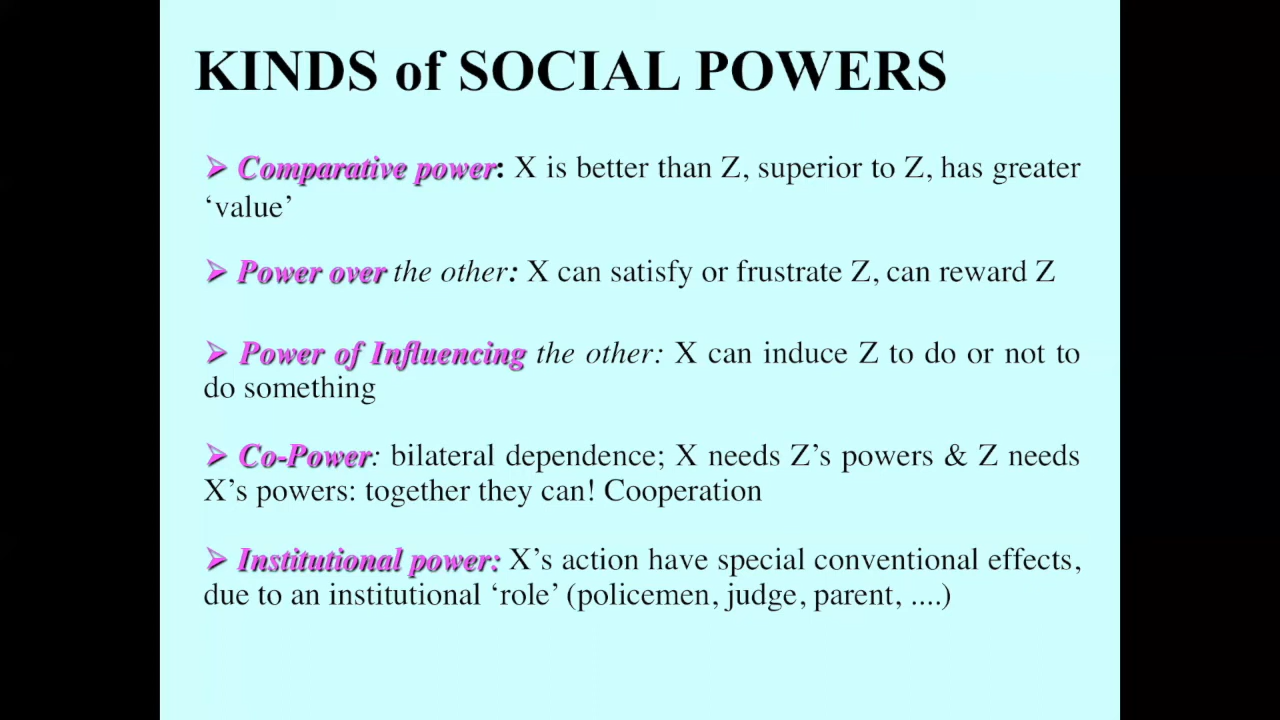 KINDS of SOCIAL POWERS
➢ Comparative power: X is better than Z, superior to Z, has greater
‘value’
➢ Power over the other: X can satisfy or frustrate Z, can reward Z
➢ Power of Influencing the other: X can induce Z to do or not to
do something
➢ Co-Power: bilateral dependence; X needs Z’s powers & Z needs
X’s powers: together they can! Cooperation
➢ Institutional power: X’s action have special conventional effects,
due to an institutional ‘role’ (policemen, judge, parent, ....)